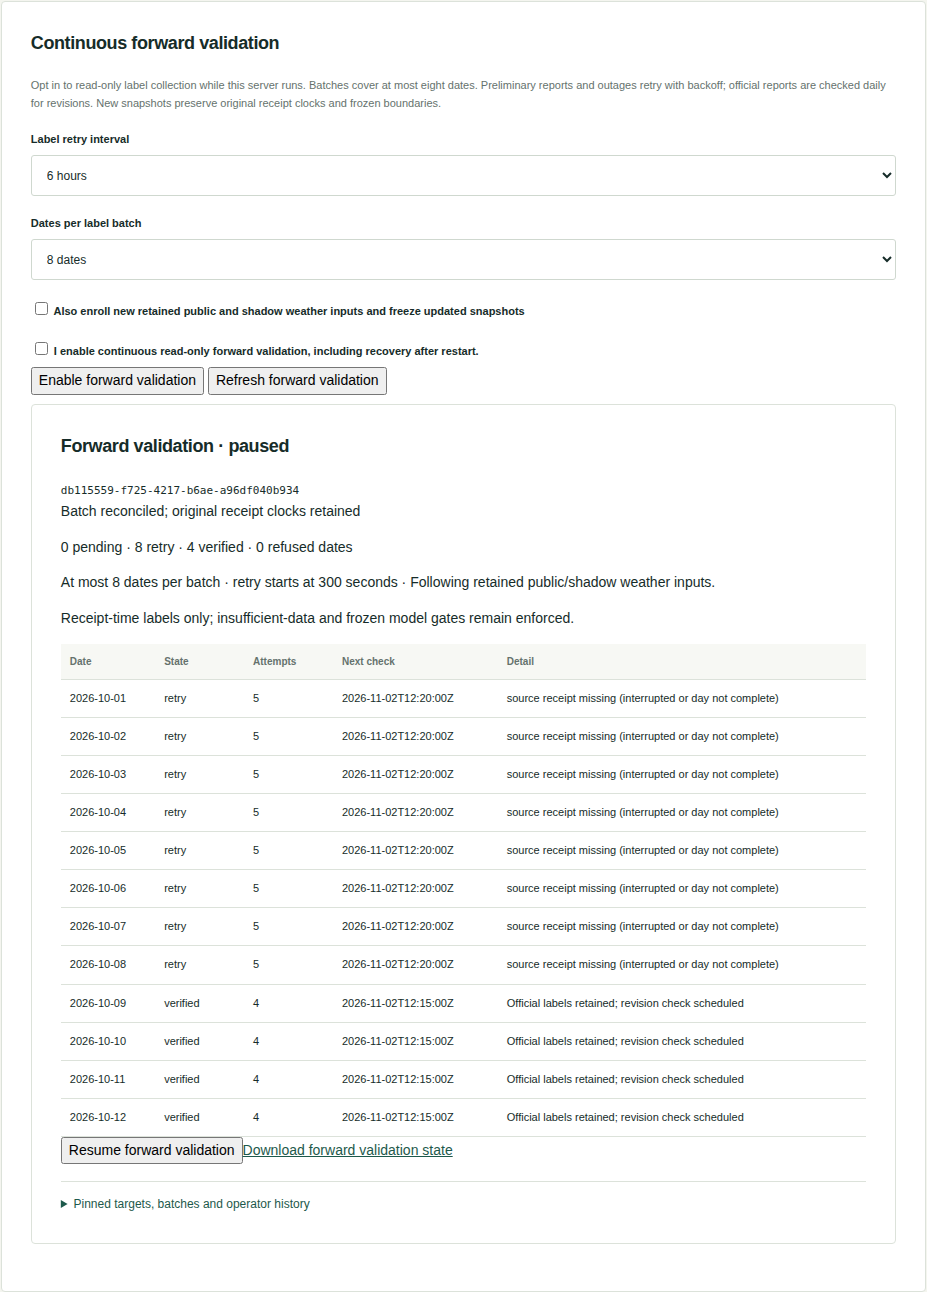 Continuous forward validation
Opt in to read-only label collection while this server runs. Batches cover at most eight dates. Preliminary reports and outages retry with backoff; official reports are checked daily
for revisions. New snapshots preserve original receipt clocks and frozen boundaries.
Label retry interval
6 hours
Dates per label batch
8 dates
Also enroll new retained public and shadow weather inputs and freeze updated snapshots
I enable continuous read-only forward validation, including recovery after restart.
Enable forward validation Refresh forward validation
Forward validation · paused
db115559-f725-4217-b6ae-a96df040b934
Batch reconciled; original receipt clocks retained
0 pending · 8 retry · 4 verified · 0 refused dates
At most 8 dates per batch · retry starts at 300 seconds · Following retained public/shadow weather inputs.
Receipt-time labels only; insufficient-data and frozen model gates remain enforced.
Date State Attempts Next check Detail
2026-10-01 retry 5 2026-11-02T12:20:00Z source receipt missing (interrupted or day not complete)
2026-10-02 retry 5 2026-11-02T12:20:00Z source receipt missing (interrupted or day not complete)
2026-10-03 retry 5 2026-11-02T12:20:00Z source receipt missing (interrupted or day not complete)
2026-10-04 retry 5 2026-11-02T12:20:00Z source receipt missing (interrupted or day not complete)
2026-10-05 retry 5 2026-11-02T12:20:00Z source receipt missing (interrupted or day not complete)
2026-10-06 retry 5 2026-11-02T12:20:00Z source receipt missing (interrupted or day not complete)
2026-10-07 retry 5 2026-11-02T12:20:00Z source receipt missing (interrupted or day not complete)
2026-10-08 retry 5 2026-11-02T12:20:00Z source receipt missing (interrupted or day not complete)
2026-10-09 verified 4 2026-11-02T12:15:00Z Official labels retained; revision check scheduled
2026-10-10 verified 4 2026-11-02T12:15:00Z Official labels retained; revision check scheduled
2026-10-11 verified 4 2026-11-02T12:15:00Z Official labels retained; revision check scheduled
2026-10-12 verified 4 2026-11-02T12:15:00Z Official labels retained; revision check scheduled
Resume forward validation Download forward validation state
Pinned targets, batches and operator history